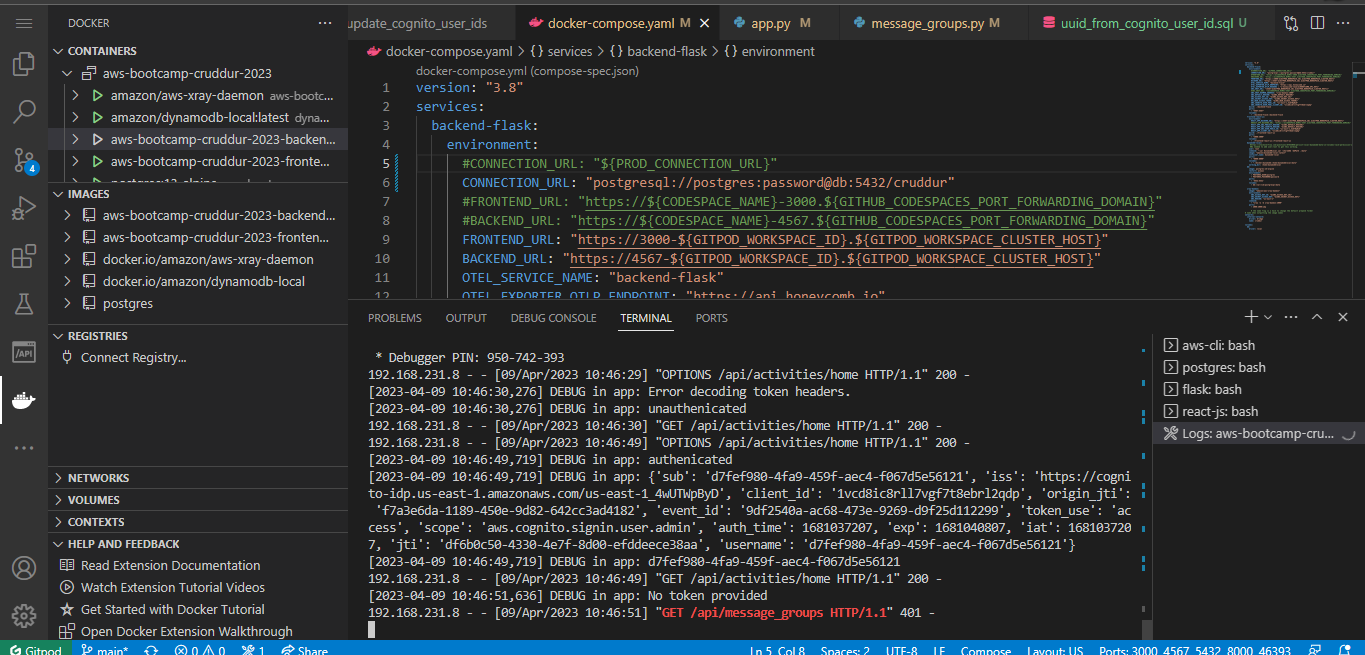 DOCKER
CONTAINERS
aws-bootcamp-cruddur-2023
amazon/aws-xray-daemon aws-bootc...
amazon/dynamodb-local:latest dyna...
aws-bootcamp-cruddur-2023-backen...
aws-bootcamp-cruddur-2023-fronte...
IMAGES
aws-bootcamp-cruddur-2023-backend...
aws-bootcamp-cruddur-2023-fronten...
docker.io/amazon/aws-xray-daemon
docker.io/amazon/dynamodb-local
postgres
REGISTRIES
Connect Registry...
NETWORKS
VOLUMES
CONTEXTS
HELP AND FEEDBACK
Read Extension Documentation
Watch Extension Tutorial Videos
Get Started with Docker Tutorial
Open Docker Extension Walkthrough
4
/API
update_cognito_user_ids
docker-compose.yaml M
app.py M
message_groups.py M
uuid_from_cognito_user_id.sql U
docker-compose.yaml > {} services > {} backend-flask > {} environment
docker-compose.yml (compose-spec.json)
1 version: "3.8"
2 services:
3 backend-flask:
4 environment:
5 #CONNECTION_URL: "${PROD_CONNECTION_URL}"
6 CONNECTION_URL: "postgresql://postgres:password@db:5432/cruddur"
7 #FRONTEND_URL: "https://${CODESPACE_NAME}-3000.${GITHUB_CODESPACES_PORT_FORWARDING_DOMAIN}"
8 #BACKEND_URL: "https://${CODESPACE_NAME}-4567.${GITHUB_CODESPACES_PORT_FORWARDING_DOMAIN}"
9 FRONTEND_URL: "https://3000-${GITPOD_WORKSPACE_ID}.${GITPOD_WORKSPACE_CLUSTER_HOST}"
10 BACKEND_URL: "https://4567-${GITPOD_WORKSPACE_ID}.${GITPOD_WORKSPACE_CLUSTER_HOST}"
11 OTEL_SERVICE_NAME: "backend-flask"
12 OTEL_EXPORTER_OTLP_ENDPOINT: "https://api.honeycomb.io"
PROBLEMS
OUTPUT
DEBUG CONSOLE
TERMINAL
PORTS
* Debugger PIN: 950-742-393
192.168.231.8 - - [09/Apr/2023 10:46:29] "OPTIONS /api/activities/home HTTP/1.1" 200 -
[2023-04-09 10:46:30,276] DEBUG in app: Error decoding token headers.
[2023-04-09 10:46:30,276] DEBUG in app: unauthenicated
192.168.231.8 - - [09/Apr/2023 10:46:30] "GET /api/activities/home HTTP/1.1" 200 -
192.168.231.8 - - [09/Apr/2023 10:46:49] "OPTIONS /api/activities/home HTTP/1.1" 200 -
[2023-04-09 10:46:49,719] DEBUG in app: authenicated
[2023-04-09 10:46:49,719] DEBUG in app: {'sub': 'd7fef980-4fa9-459f-aec4-f067d5e56121', 'iss': 'https://cogni
to-idp.us-east-1.amazonaws.com/us-east-1_4wUTWpByD', 'client_id': '1vcd8ic8rll7vgf7t8ebrl2qdp', 'origin_jti':
'f7a3e6da-1189-450e-9d82-642cc3ad4182', 'event_id': '9df2540a-ac68-473e-9269-d9f25d112299', 'token_use': 'ac
cess', 'scope': 'aws.cognito.signin.user.admin', 'auth_time': 1681037207, 'exp': 1681040807, 'iat': 168103720
7, 'jti': 'df6b0c50-4330-4e7f-8d00-efddeece38aa', 'username': 'd7fef980-4fa9-459f-aec4-f067d5e56121'}
[2023-04-09 10:46:49,719] DEBUG in app: d7fef980-4fa9-459f-aec4-f067d5e56121
192.168.231.8 - - [09/Apr/2023 10:46:49] "GET /api/activities/home HTTP/1.1" 200 -
[2023-04-09 10:46:51,636] DEBUG in app: No token provided
192.168.231.8 - - [09/Apr/2023 10:46:51] "GET /api/message_groups HTTP/1.1" 401 -
aws-cli: bash
postgres: bash
flask: bash
react-js: bash
Logs: aws-bootcamp-cru...
Gitpod main* 0 0 1 Share Ln 5, Col 8 Spaces: 2 UTF-8 LF Compose Layout: US Ports: 3000, 4567, 5432, 8000, 46393